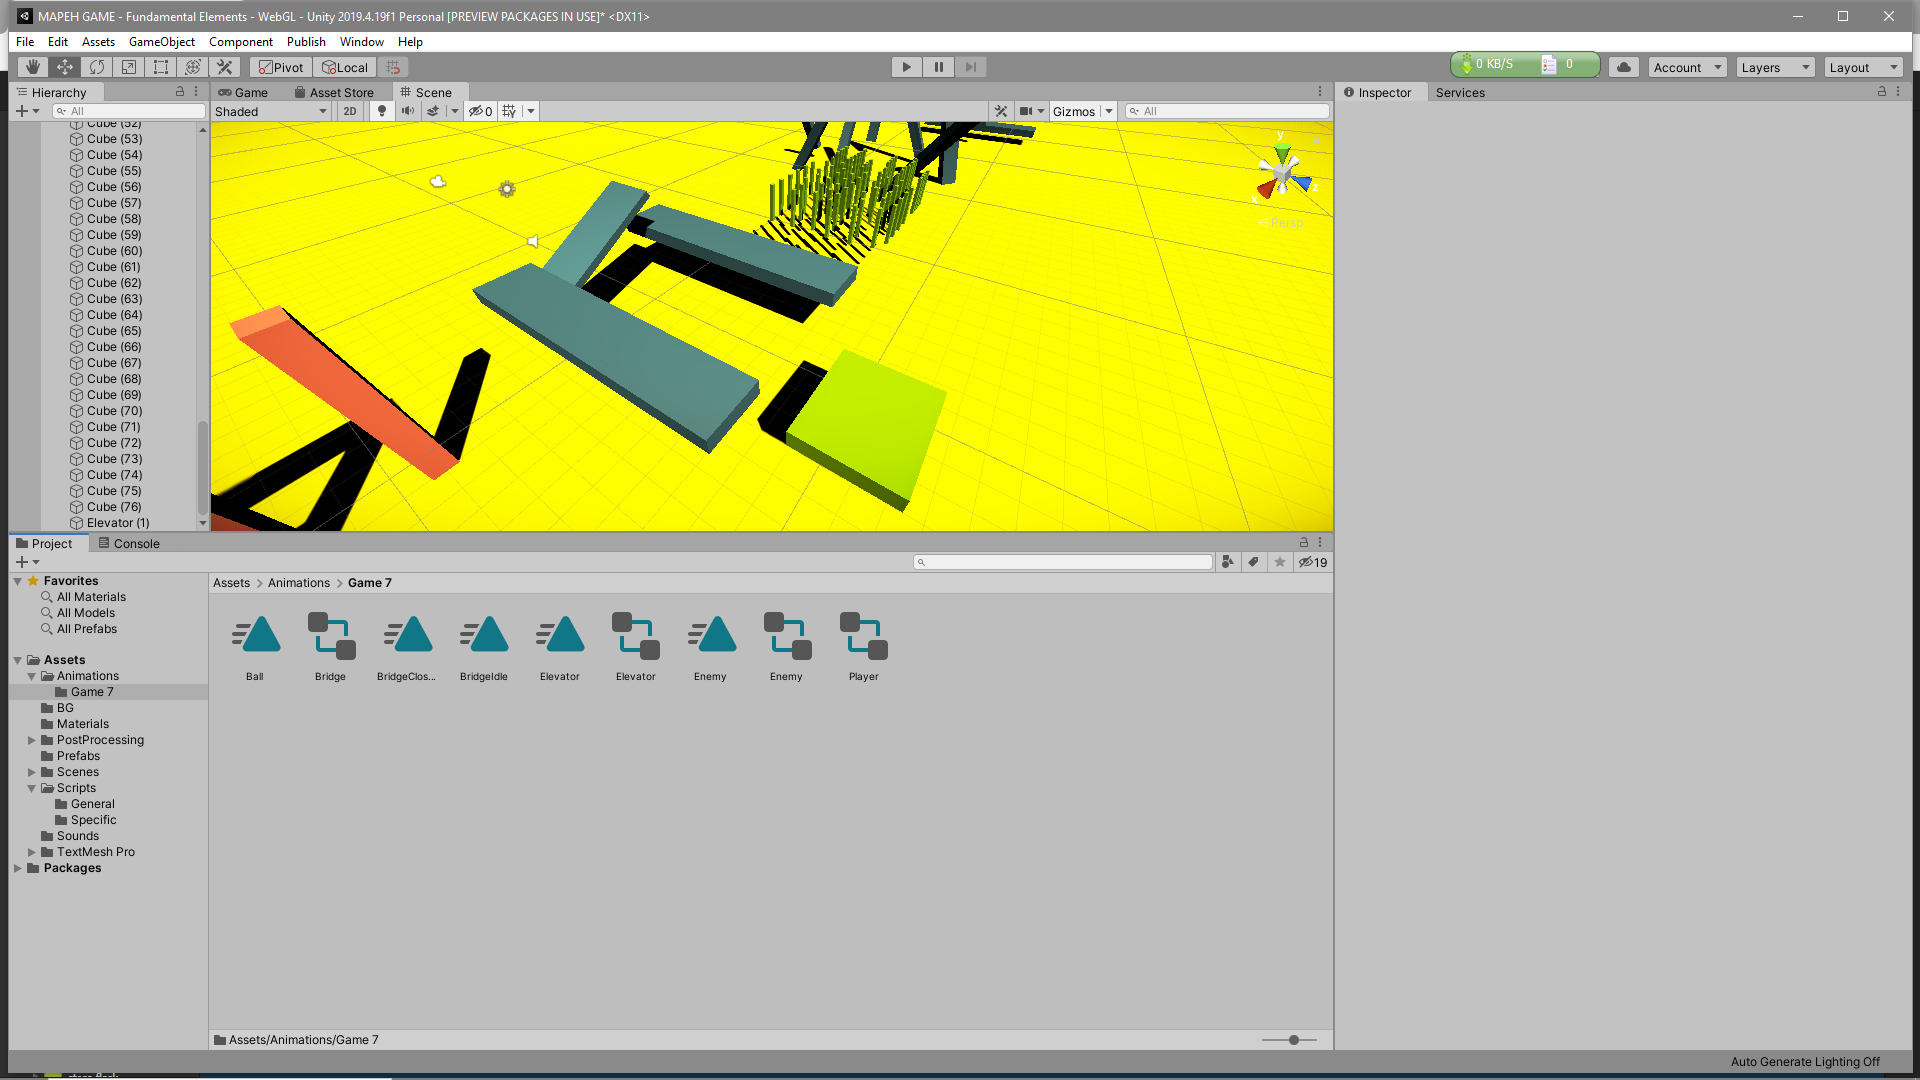 MAPEH GAME - Fundamental Elements - WebGL - Unity 2019.4.19f1 Personal [PREVIEW PACKAGES IN USE]* <DX11>
File Edit Assets GameObject Component Publish Window Help
Pivot Local 0 KB/S 0 Account Layers Layout
Hierarchy Game Asset Store Scene Inspector Services
All Shaded 2D 0 Gizmos All
Cube (52)
Cube (53)
Cube (54)
Cube (55)
Cube (56)
Cube (57)
Cube (58)
Cube (59)
Cube (60)
Cube (61)
Cube (62)
Cube (63)
Cube (64)
Cube (65)
Cube (66)
Cube (67)
Cube (68)
Cube (69)
Cube (70)
Cube (71)
Cube (72)
Cube (73)
Cube (74)
Cube (75)
Cube (76)
Elevator (1)
y
x
z
Persp
Project Console
19
Favorites
All Materials
All Models
All Prefabs
Assets
Animations
Game 7
BG
Materials
PostProcessing
Prefabs
Scenes
Scripts
General
Specific
Sounds
TextMesh Pro
Packages
Assets > Animations > Game 7
Ball Bridge BridgeClos... BridgeIdle Elevator Elevator Enemy Enemy Player
Assets/Animations/Game 7
Auto Generate Lighting Off